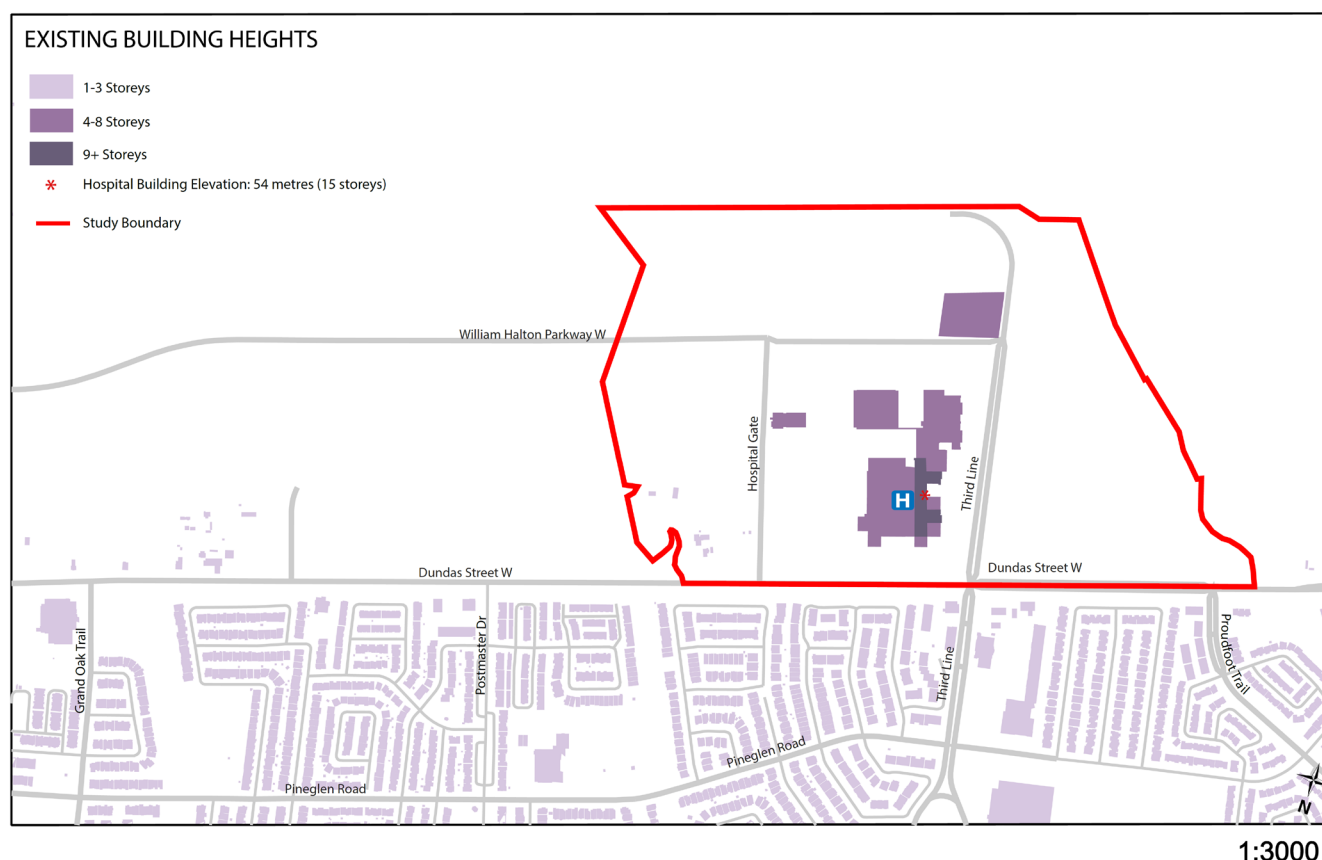 EXISTING BUILDING HEIGHTS
1-3 Storeys
4-8 Storeys
9+ Storeys
* Hospital Building Elevation: 54 metres (15 storeys)
Study Boundary
William Halton Parkway W
Hospital Gate
Third Line
H
*
Dundas Street W
Dundas Street W
Grand Oak Trail
Postmaster Dr
Third Line
Proudfoot Trail
Pineglen Road
Pineglen Road
N
1:3000